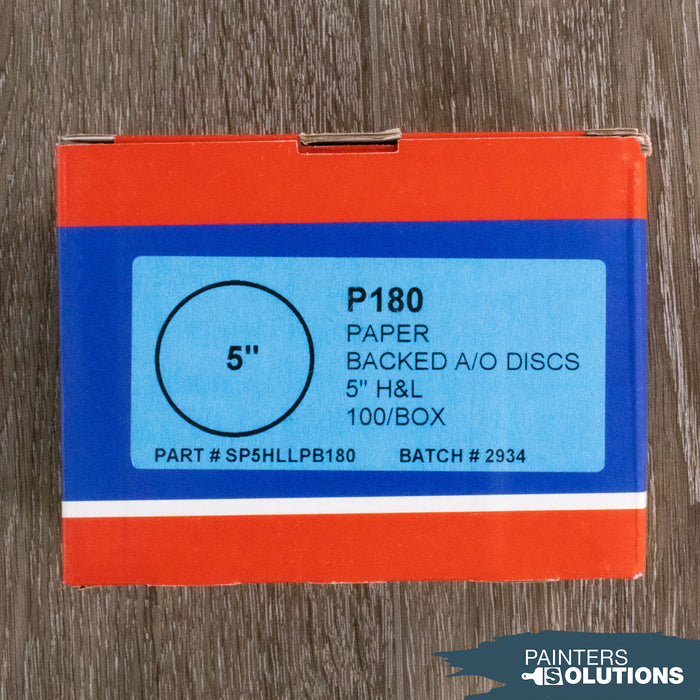 5"
P180
PAPER
BACKED A/O DISCS
5" H&L
100/BOX
PART # SP5HLLPB180 BATCH # 2934
PAINTERS
SOLUTIONS